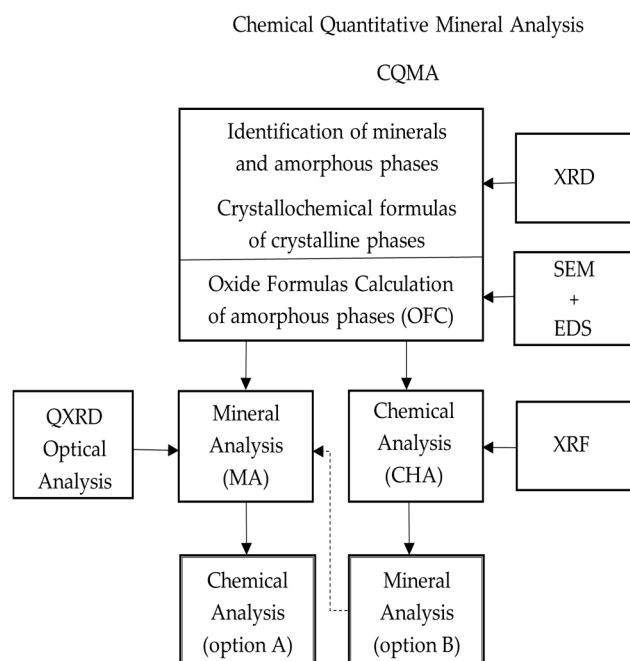 Chemical Quantitative Mineral Analysis
CQMA
Identification of minerals
and amorphous phases
Crystallochemical formulas
of crystalline phases
XRD
Oxide Formulas Calculation
of amorphous phases (OFC)
SEM
+
EDS
QXRD
Optical
Analysis
Mineral
Analysis
(MA)
Chemical
Analysis
(CHA)
XRF
Chemical
Analysis
(option A)
Mineral
Analysis
(option B)